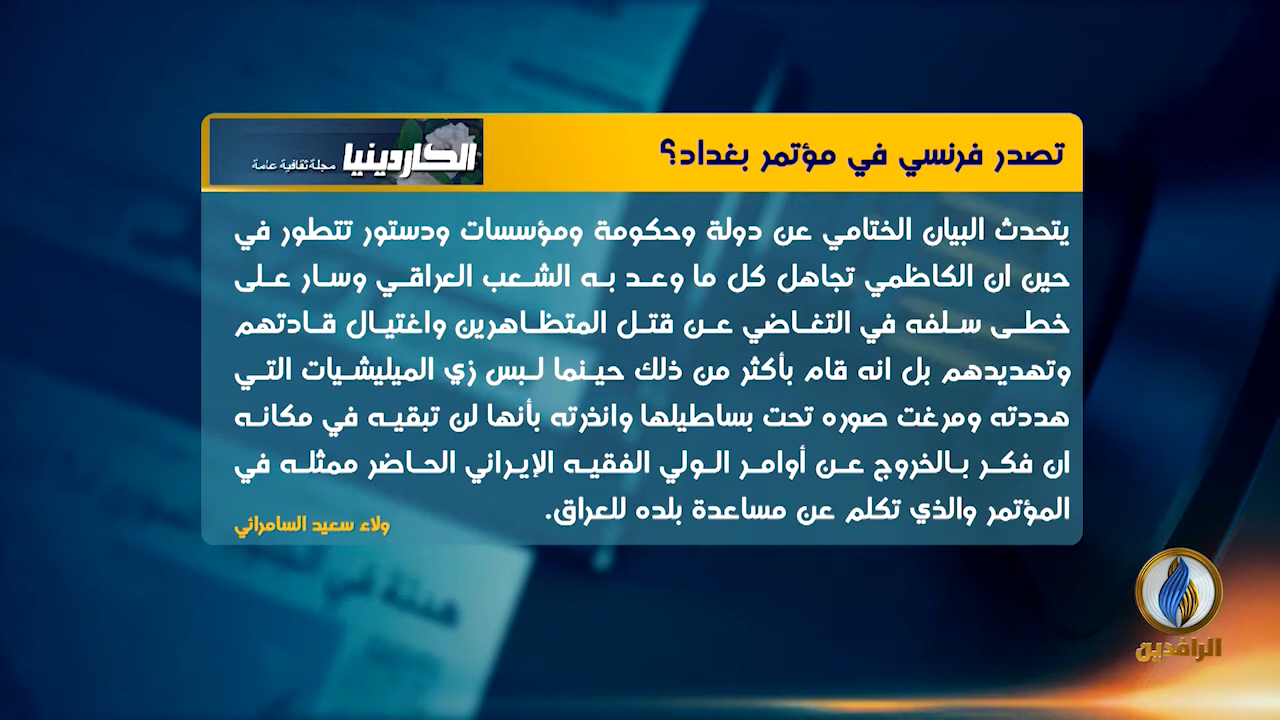 تصدر فرنسي في مؤتمر بغداد؟
الكاردينيا مجلة ثقافية عامة
يتحدث البيان الختامي عن دولة وحكومة ومؤسسات ودستور تتطور في
حين ان الكاظمي تجاهل كل ما وعد به الشعب العراقي وسار على
خطى سلفه في التغاضي عن قتل المتظاهرين واغتيال قادتهم
وتهديدهم بل انه قام بأكثر من ذلك حينما لبس زي الميليشيات التي
هددته ومرغت صوره تحت بساطيلها وانذرته بأنها لن تبقيه في مكانه
ان فكر بالخروج عن أوامر الولي الفقيه الإيراني الحاضر ممثله في
المؤتمر والذي تكلم عن مساعدة بلده للعراق.
ولاء سعيد السامرائي
هدنة في
الرافدين